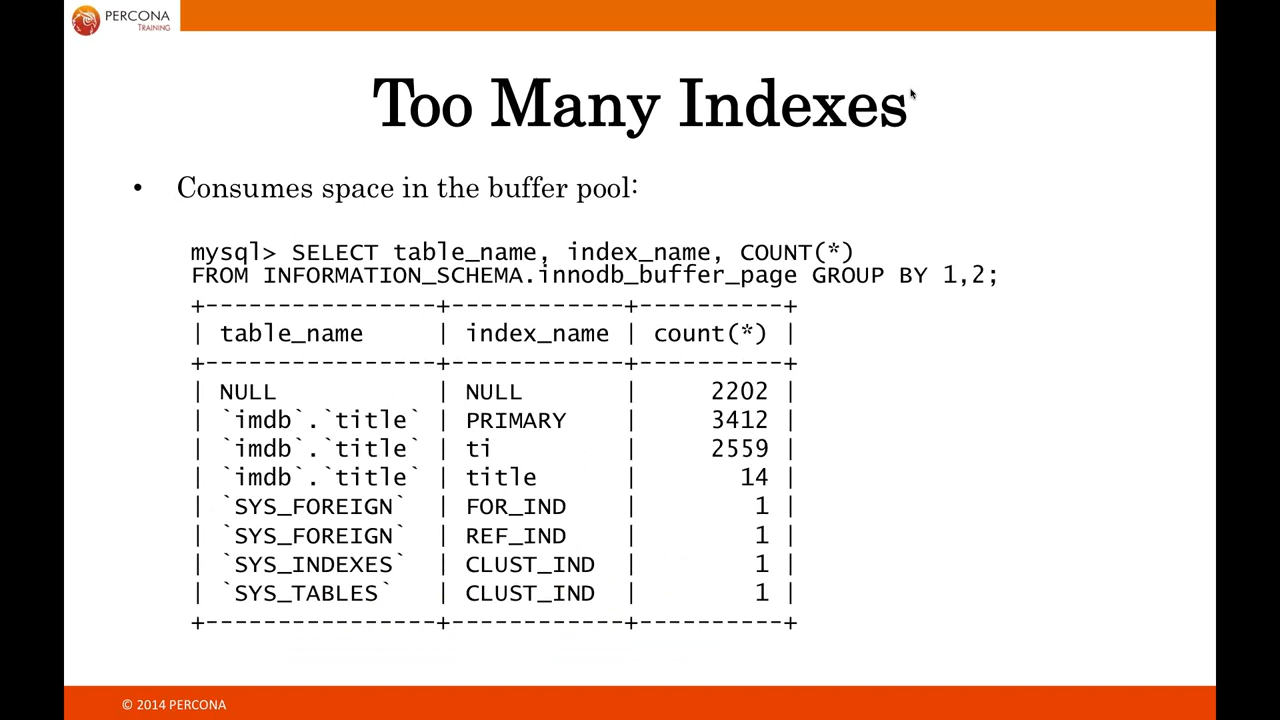 PERCONA
TRAINING
Too Many Indexes
• Consumes space in the buffer pool:
mysql> SELECT table_name, index_name, COUNT(*)
FROM INFORMATION_SCHEMA.innodb_buffer_page GROUP BY 1,2;
+----------------+------------+----------+
| table_name     | index_name | count(*) |
+----------------+------------+----------+
| NULL           | NULL       |     2202 |
| `imdb`.`title` | PRIMARY    |     3412 |
| `imdb`.`title` | ti         |     2559 |
| `imdb`.`title` | title      |       14 |
| `SYS_FOREIGN`  | FOR_IND    |        1 |
| `SYS_FOREIGN`  | REF_IND    |        1 |
| `SYS_INDEXES`  | CLUST_IND  |        1 |
| `SYS_TABLES`   | CLUST_IND  |        1 |
+----------------+------------+----------+
© 2014 PERCONA